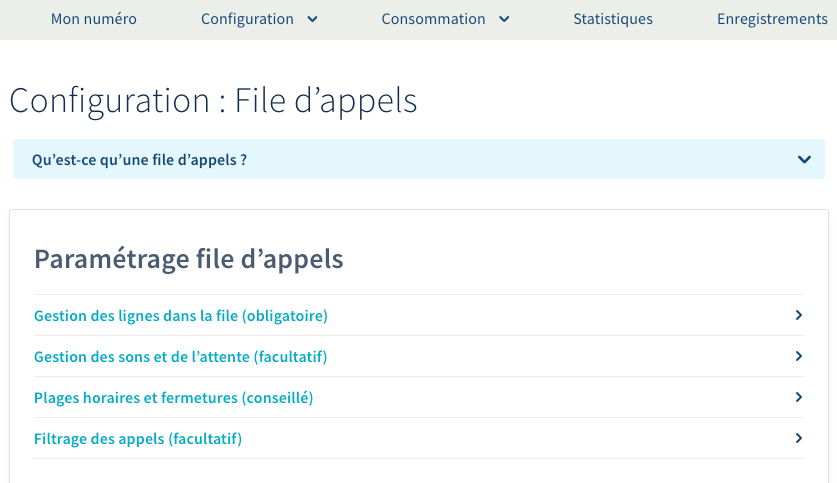 Mon numéro Configuration Consommation Statistiques Enregistrements
Configuration : File d’appels
Qu’est-ce qu’une file d’appels ?
Paramétrage file d’appels
Gestion des lignes dans la file (obligatoire)
Gestion des sons et de l’attente (facultatif)
Plages horaires et fermetures (conseillé)
Filtrage des appels (facultatif)